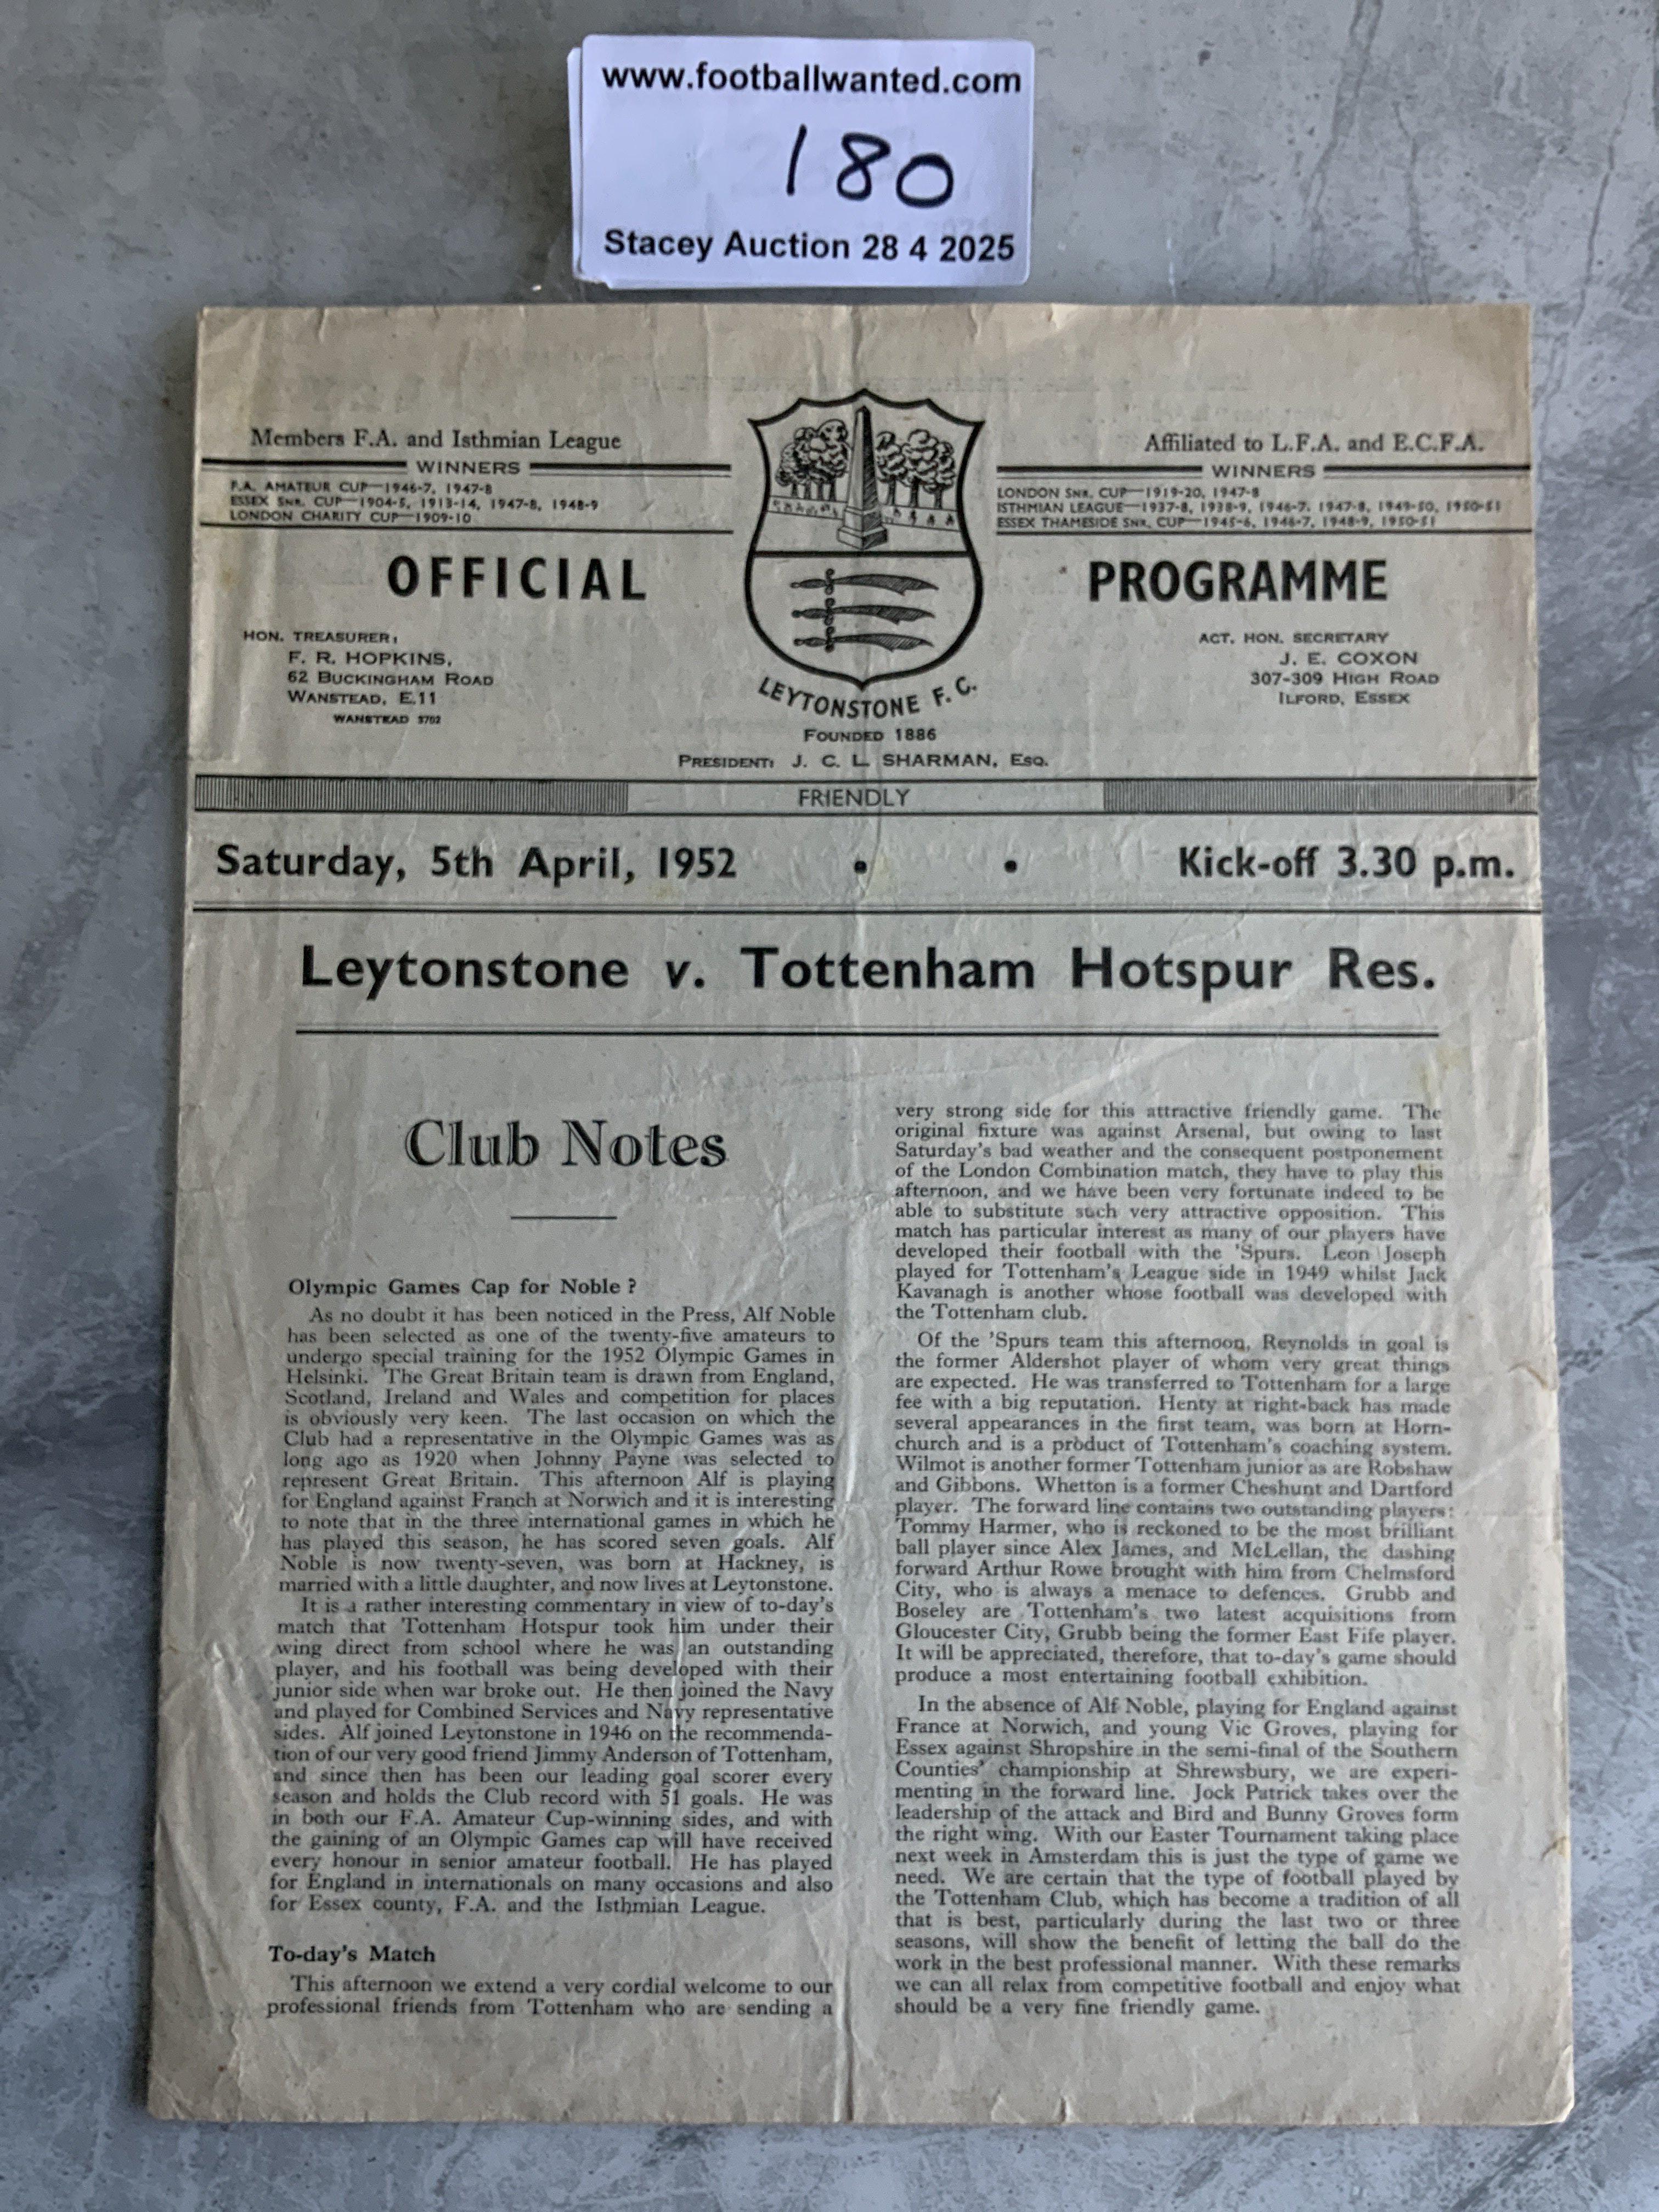 www.footballwanted.com
180
Stacey Auction 28 4 2025
Members F.A. and Isthmian League
WINNERS
F.A. AMATEUR CUP—1946-7, 1947-8
ESSEX SNR. CUP—1904-5, 1913-14, 1947-8, 1948-9
LONDON CHARITY CUP—1909-10
Affiliated to L.F.A. and E.C.F.A.
WINNERS
LONDON SNR. CUP—1919-20, 1947-8
ISTHMIAN LEAGUE—1937-8, 1938-9, 1946-7, 1947-8, 1949-50, 1950-51
ESSEX THAMESIDE SNR. CUP—1945-6, 1946-7, 1948-9, 1950-51
OFFICIAL
PROGRAMME
HON. TREASURER:
F. R. HOPKINS,
62 BUCKINGHAM ROAD
WANSTEAD, E.11
WANSTEAD 3702
ACT. HON. SECRETARY
J. E. COXON
307-309 HIGH ROAD
ILFORD, ESSEX
LEYTONSTONE F. C.
FOUNDED 1886
PRESIDENT: J. C. L. SHARMAN, ESQ.
FRIENDLY
Saturday, 5th April, 1952 • • Kick-off 3.30 p.m.
Leytonstone v. Tottenham Hotspur Res.
Club Notes
Olympic Games Cap for Noble ?
As no doubt it has been noticed in the Press, Alf Noble
has been selected as one of the twenty-five amateurs to
undergo special training for the 1952 Olympic Games in
Helsinki. The Great Britain team is drawn from England,
Scotland, Ireland and Wales and competition for places
is obviously very keen. The last occasion on which the
Club had a representative in the Olympic Games was as
long ago as 1920 when Johnny Payne was selected to
represent Great Britain. This afternoon Alf is playing
for England against Franch at Norwich and it is interesting
to note that in the three international games in which he
has played this season, he has scored seven goals. Alf
Noble is now twenty-seven, was born at Hackney, is
married with a little daughter, and now lives at Leytonstone.
It is a rather interesting commentary in view of to-day's
match that Tottenham Hotspur took him under their
wing direct from school where he was an outstanding
player, and his football was being developed with their
junior side when war broke out. He then joined the Navy
and played for Combined Services and Navy representative
sides. Alf joined Leytonstone in 1946 on the recommenda-
tion of our very good friend Jimmy Anderson of Tottenham,
and since then has been our leading goal scorer every
season and holds the Club record with 51 goals. He was
in both our F.A. Amateur Cup-winning sides, and with
the gaining of an Olympic Games cap will have received
every honour in senior amateur football. He has played
for England in internationals on many occasions and also
for Essex county, F.A. and the Isthmian League.
To-day's Match
This afternoon we extend a very cordial welcome to our
professional friends from Tottenham who are sending a
very strong side for this attractive friendly game. The
original fixture was against Arsenal, but owing to last
Saturday's bad weather and the consequent postponement
of the London Combination match, they have to play this
afternoon, and we have been very fortunate indeed to be
able to substitute such very attractive opposition. This
match has particular interest as many of our players have
developed their football with the 'Spurs. Leon Joseph
played for Tottenham's League side in 1949 whilst Jack
Kavanagh is another whose football was developed with
the Tottenham club.
Of the 'Spurs team this afternoon, Reynolds in goal is
the former Aldershot player of whom very great things
are expected. He was transferred to Tottenham for a large
fee with a big reputation. Henty at right-back has made
several appearances in the first team, was born at Horn-
church and is a product of Tottenham's coaching system.
Wilmot is another former Tottenham junior as are Robshaw
and Gibbons. Whetton is a former Cheshunt and Dartford
player. The forward line contains two outstanding players:
Tommy Harmer, who is reckoned to be the most brilliant
ball player since Alex James, and McLellan, the dashing
forward Arthur Rowe brought with him from Chelmsford
City, who is always a menace to defences. Grubb and
Boseley are Tottenham's two latest acquisitions from
Gloucester City, Grubb being the former East Fife player.
It will be appreciated, therefore, that to-day's game should
produce a most entertaining football exhibition.
In the absence of Alf Noble, playing for England against
France at Norwich, and young Vic Groves, playing for
Essex against Shropshire in the semi-final of the Southern
Counties' championship at Shrewsbury, we are experi-
menting in the forward line. Jock Patrick takes over the
leadership of the attack and Bird and Bunny Groves form
the right wing. With our Easter Tournament taking place
next week in Amsterdam this is just the type of game we
need. We are certain that the type of football played by
the Tottenham Club, which has become a tradition of all
that is best, particularly during the last two or three
seasons, will show the benefit of letting the ball do the
work in the best professional manner. With these remarks
we can all relax from competitive football and enjoy what
should be a very fine friendly game.